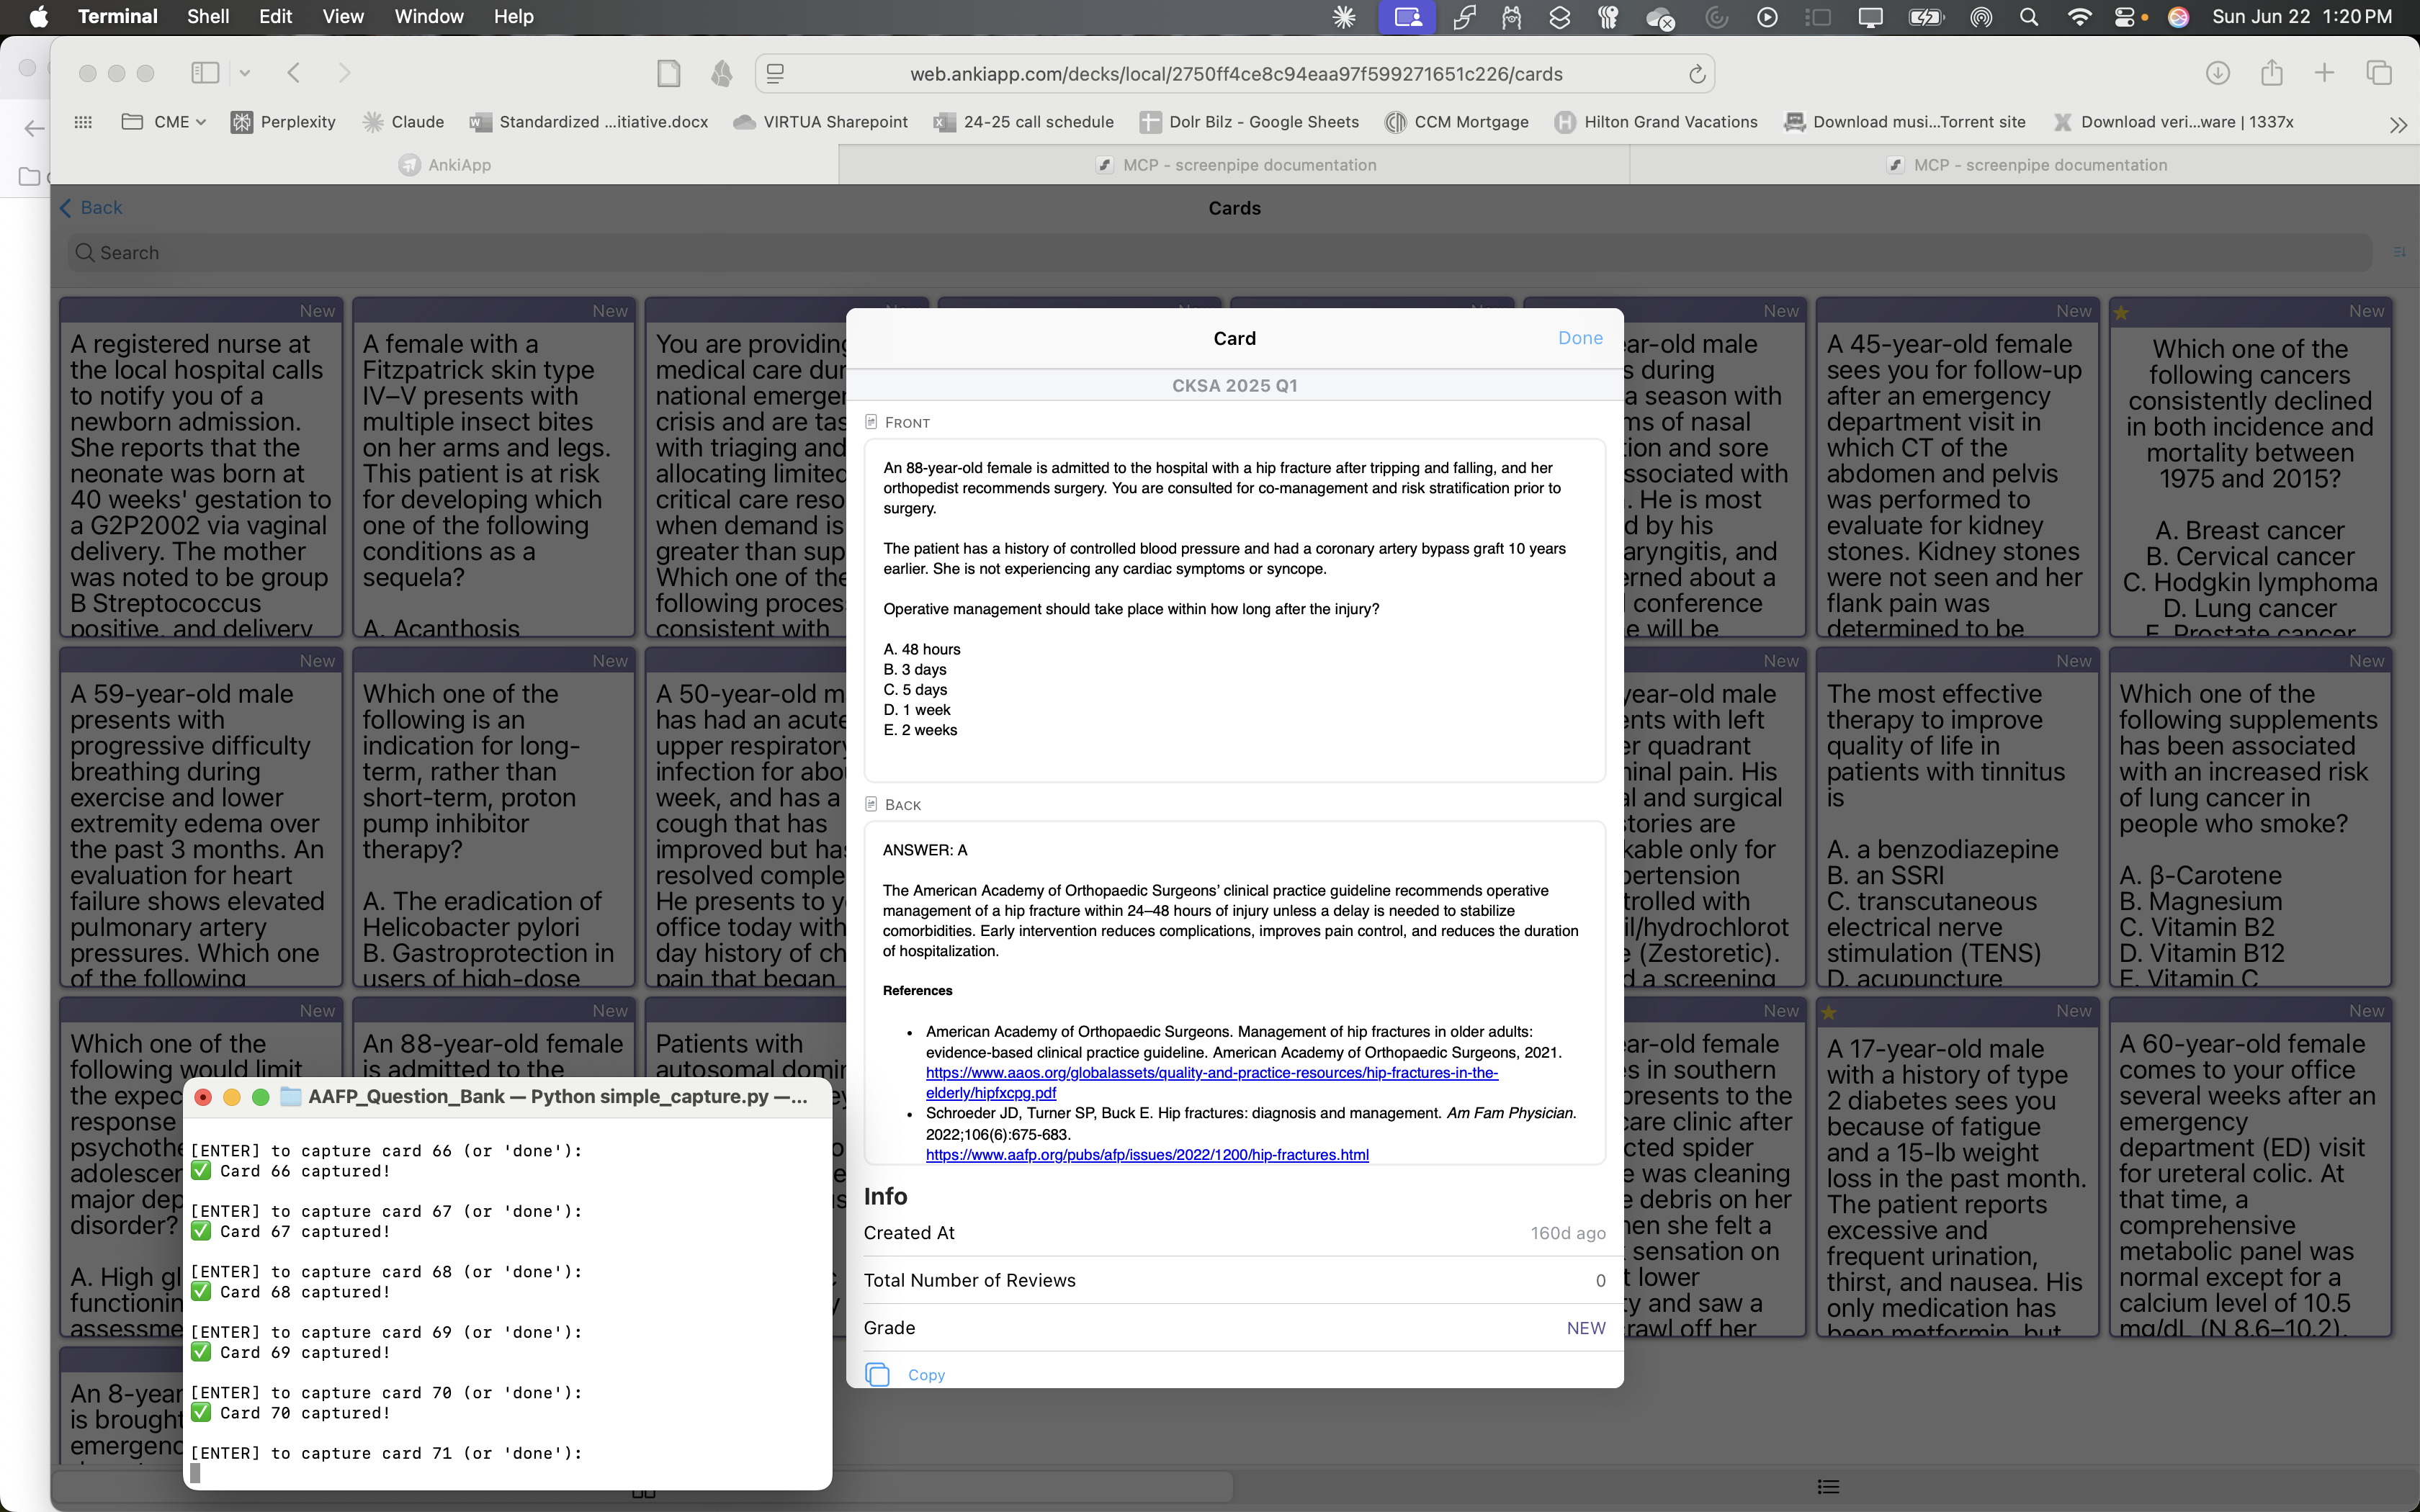 Terminal Shell Edit View Window Help Sun Jun 22 1:20 PM
web.ankiapp.com/decks/local/2750ff4ce8c94eaa97f599271651c226/cards
CME Perplexity Claude Standardized ...itiative.docx VIRTUA Sharepoint 24-25 call schedule Dolr Bilz - Google Sheets CCM Mortgage Hilton Grand Vacations Download musi...Torrent site Download veri...ware | 1337x
AnkiApp MCP - screenpipe documentation MCP - screenpipe documentation
Back Cards
Search
New
A registered nurse at
the local hospital calls
to notify you of a
newborn admission.
She reports that the
neonate was born at
40 weeks' gestation to
a G2P2002 via vaginal
delivery. The mother
was noted to be group
B Streptococcus
positive, and delivery
New
A female with a
Fitzpatrick skin type
IV–V presents with
multiple insect bites
on her arms and legs.
This patient is at risk
for developing which
one of the following
conditions as a
sequela?
A. Acanthosis
You are providing
medical care dur
national emerger
crisis and are tas
with triaging and
allocating limited
critical care reso
when demand is
greater than sup
Which one of the
following proces
consistent with
New
ar-old male
s during
a season with
ms of nasal
ion and sore
ssociated with
. He is most
d by his
aryngitis, and
erned about a
conference
e will be
New
A 45-year-old female
sees you for follow-up
after an emergency
department visit in
which CT of the
abdomen and pelvis
was performed to
evaluate for kidney
stones. Kidney stones
were not seen and her
flank pain was
determined to be
New
Which one of the
following cancers
consistently declined
in both incidence and
mortality between
1975 and 2015?
A. Breast cancer
B. Cervical cancer
C. Hodgkin lymphoma
D. Lung cancer
E. Prostate cancer
New
A 59-year-old male
presents with
progressive difficulty
breathing during
exercise and lower
extremity edema over
the past 3 months. An
evaluation for heart
failure shows elevated
pulmonary artery
pressures. Which one
of the following
New
Which one of the
following is an
indication for long-
term, rather than
short-term, proton
pump inhibitor
therapy?
A. The eradication of
Helicobacter pylori
B. Gastroprotection in
users of high-dose
A 50-year-old m
has had an acute
upper respiratory
infection for abo
week, and has a
cough that has
improved but has
resolved comple
He presents to y
office today with
day history of ch
pain that began
New
year-old male
ents with left
er quadrant
inal pain. His
al and surgical
tories are
kable only for
pertension
trolled with
il/hydrochlorot
e (Zestoretic).
d a screening
New
The most effective
therapy to improve
quality of life in
patients with tinnitus
is
A. a benzodiazepine
B. an SSRI
C. transcutaneous
electrical nerve
stimulation (TENS)
D. acupuncture
New
Which one of the
following supplements
has been associated
with an increased risk
of lung cancer in
people who smoke?
A. β-Carotene
B. Magnesium
C. Vitamin B2
D. Vitamin B12
E. Vitamin C
New
Which one of the
following would limit
the expec
response
psychothe
adolescer
major dep
disorder?
A. High gl
functionin
assessme
New
An 88-year-old female
is admitted to the
Patients with
autosomal domi
New
ar-old female
s in southern
presents to the
care clinic after
cted spider
e was cleaning
e debris on her
hen she felt a
sensation on
t lower
ty and saw a
rawl off her
New
A 17-year-old male
with a history of type
2 diabetes sees you
because of fatigue
and a 15-lb weight
loss in the past month.
The patient reports
excessive and
frequent urination,
thirst, and nausea. His
only medication has
been metformin, but
New
A 60-year-old female
comes to your office
several weeks after an
emergency
department (ED) visit
for ureteral colic. At
that time, a
comprehensive
metabolic panel was
normal except for a
calcium level of 10.5
mg/dL (N 8.6–10.2).
An 8-year
is brought
emergenc
Card Done
CKSA 2025 Q1
FRONT
An 88-year-old female is admitted to the hospital with a hip fracture after tripping and falling, and her
orthopedist recommends surgery. You are consulted for co-management and risk stratification prior to
surgery.
The patient has a history of controlled blood pressure and had a coronary artery bypass graft 10 years
earlier. She is not experiencing any cardiac symptoms or syncope.
Operative management should take place within how long after the injury?
A. 48 hours
B. 3 days
C. 5 days
D. 1 week
E. 2 weeks
BACK
ANSWER: A
The American Academy of Orthopaedic Surgeons' clinical practice guideline recommends operative
management of a hip fracture within 24–48 hours of injury unless a delay is needed to stabilize
comorbidities. Early intervention reduces complications, improves pain control, and reduces the duration
of hospitalization.
References
• American Academy of Orthopaedic Surgeons. Management of hip fractures in older adults:
evidence-based clinical practice guideline. American Academy of Orthopaedic Surgeons, 2021.
https://www.aaos.org/globalassets/quality-and-practice-resources/hip-fractures-in-the-
elderly/hipfxcpg.pdf
• Schroeder JD, Turner SP, Buck E. Hip fractures: diagnosis and management. Am Fam Physician.
2022;106(6):675-683.
https://www.aafp.org/pubs/afp/issues/2022/1200/hip-fractures.html
Info
Created At 160d ago
Total Number of Reviews 0
Grade NEW
Copy
AAFP_Question_Bank — Python simple_capture.py —...
[ENTER] to capture card 66 (or 'done'):
✅ Card 66 captured!
[ENTER] to capture card 67 (or 'done'):
✅ Card 67 captured!
[ENTER] to capture card 68 (or 'done'):
✅ Card 68 captured!
[ENTER] to capture card 69 (or 'done'):
✅ Card 69 captured!
[ENTER] to capture card 70 (or 'done'):
✅ Card 70 captured!
[ENTER] to capture card 71 (or 'done'):